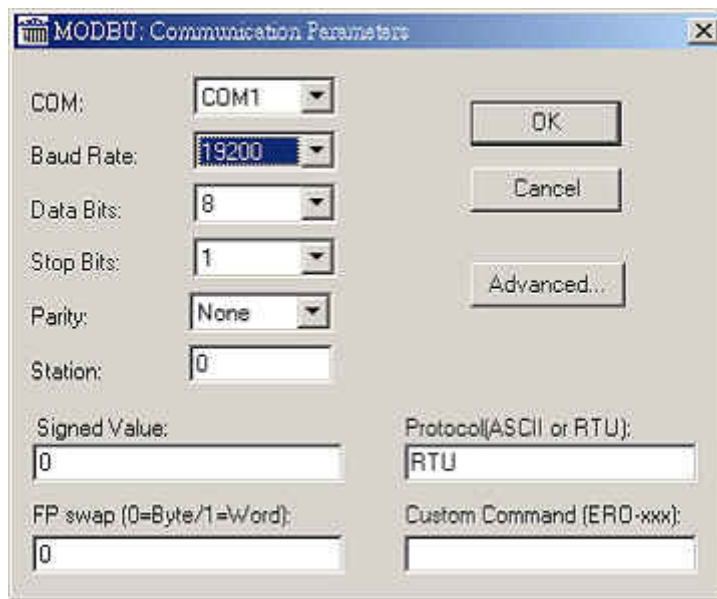 MODBU: Communication Parameters
COM:
COM1
Baud Rate:
19200
Data Bits:
8
Stop Bits:
1
Parity:
None
Station:
0
OK
Cancel
Advanced...
Signed Value:
0
Protocol(ASCII or RTU):
RTU
FP swap (0=Byte/1=Word):
0
Custom Command (ERO-xxx):